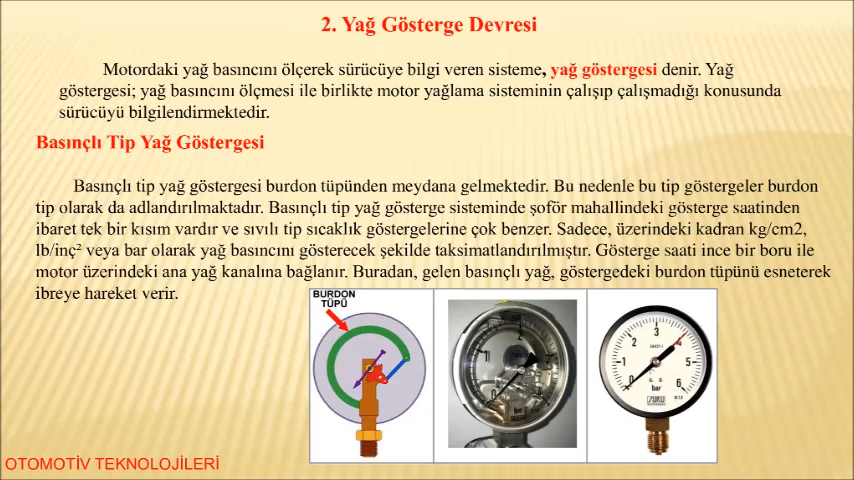 2. Yağ Gösterge Devresi
Motordaki yağ basıncını ölçerek sürücüye bilgi veren sisteme, yağ göstergesi denir. Yağ
göstergesi; yağ basıncını ölçmesi ile birlikte motor yağlama sisteminin çalışıp çalışmadığı konusunda
sürücüyü bilgilendirmektedir.
Basınçlı Tip Yağ Göstergesi
Basınçlı tip yağ göstergesi burdon tüpünden meydana gelmektedir. Bu nedenle bu tip göstergeler burdon
tip olarak da adlandırılmaktadır. Basınçlı tip yağ gösterge sisteminde şoför mahallindeki gösterge saatinden
ibaret tek bir kısım vardır ve sıvılı tip sıcaklık göstergelerine çok benzer. Sadece, üzerindeki kadran kg/cm2,
lb/inç² veya bar olarak yağ basıncını gösterecek şekilde taksimatlandırılmıştır. Gösterge saati ince bir boru ile
motor üzerindeki ana yağ kanalına bağlanır. Buradan, gelen basınçlı yağ, göstergedeki burdon tüpünü esneterek
ibreye hareket verir.
BURDON
TÜPÜ
0 1 2 3 4
bar
0 1 2 3 4 5 6
bar
OTOMOTİV TEKNOLOJİLERİ